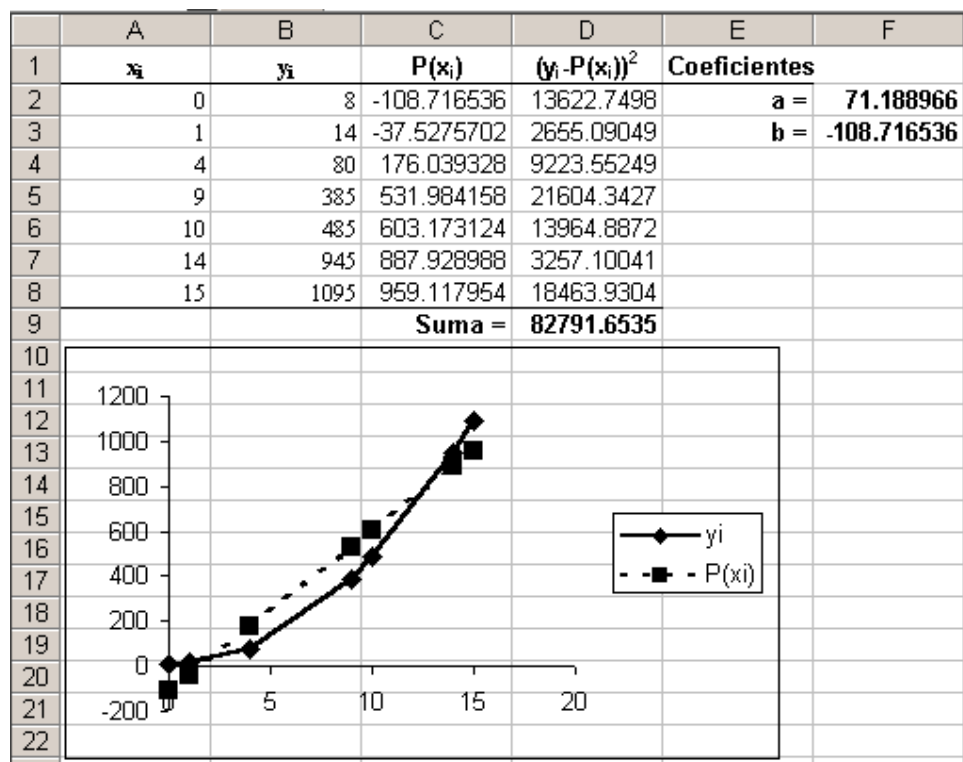 A B C D E F
1 xi yi P(xi) (yi-P(xi))2 Coeficientes
2 0 8 -108.716536 13622.7498 a = 71.188966
3 1 14 -37.5275702 2655.09049 b = -108.716536
4 4 80 176.039328 9223.55249
5 9 385 531.984158 21604.3427
6 10 485 603.173124 13964.8872
7 14 945 887.928988 3257.10041
8 15 1095 959.117954 18463.9304
9 Suma = 82791.6535
10
11 1200
12
13 1000
14 800
15 600 yi
16
17 400 P(xi)
18 200
19
20 0
21 -200 0 5 10 15 20
22